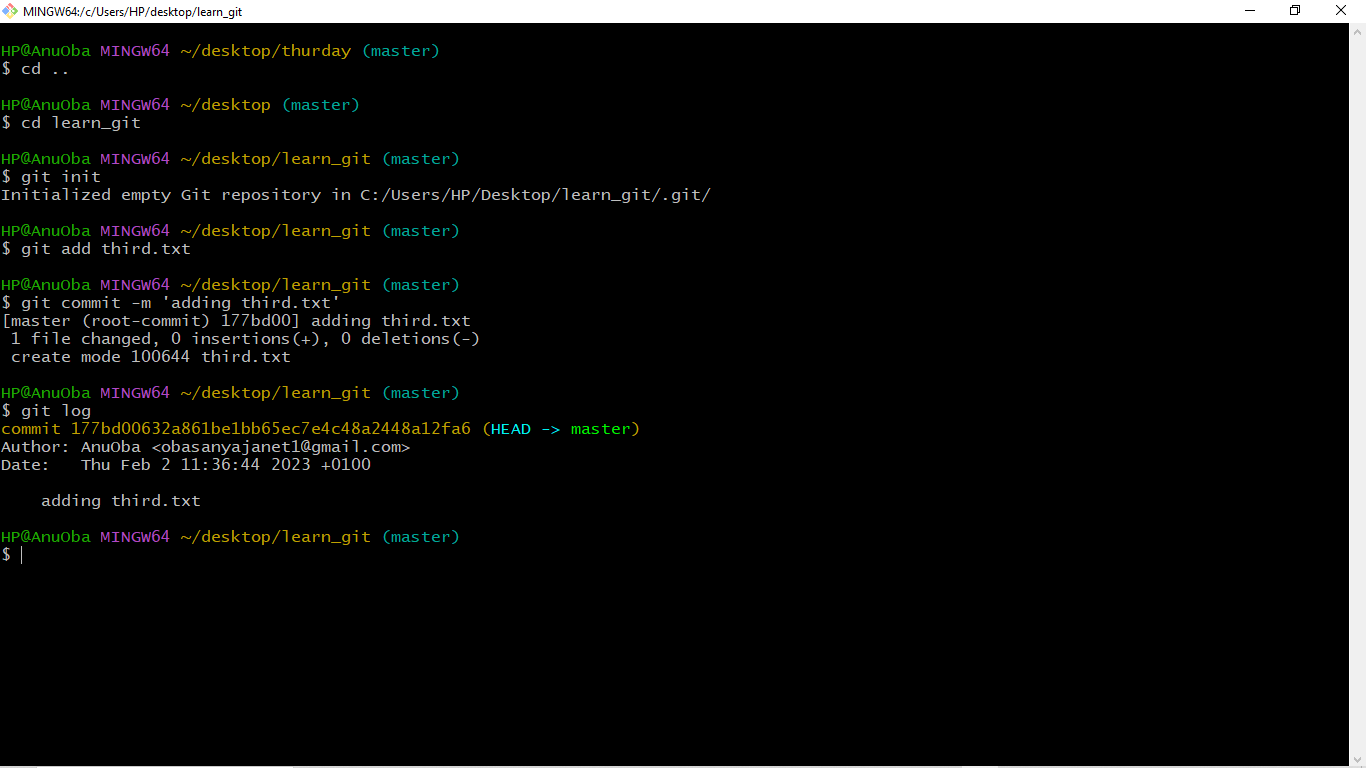 MINGW64:/c/Users/HP/desktop/learn_git
HP@AnuOba MINGW64 ~/desktop/thurday (master)
$ cd ..
HP@AnuOba MINGW64 ~/desktop (master)
$ cd learn_git
HP@AnuOba MINGW64 ~/desktop/learn_git (master)
$ git init
Initialized empty Git repository in C:/Users/HP/Desktop/learn_git/.git/
HP@AnuOba MINGW64 ~/desktop/learn_git (master)
$ git add third.txt
HP@AnuOba MINGW64 ~/desktop/learn_git (master)
$ git commit -m 'adding third.txt'
[master (root-commit) 177bd00] adding third.txt
 1 file changed, 0 insertions(+), 0 deletions(-)
 create mode 100644 third.txt
HP@AnuOba MINGW64 ~/desktop/learn_git (master)
$ git log
commit 177bd00632a861be1bb65ec7e4c48a2448a12fa6 (HEAD -> master)
Author: AnuOba <obasanyajanet1@gmail.com>
Date:   Thu Feb 2 11:36:44 2023 +0100
    adding third.txt
HP@AnuOba MINGW64 ~/desktop/learn_git (master)
$